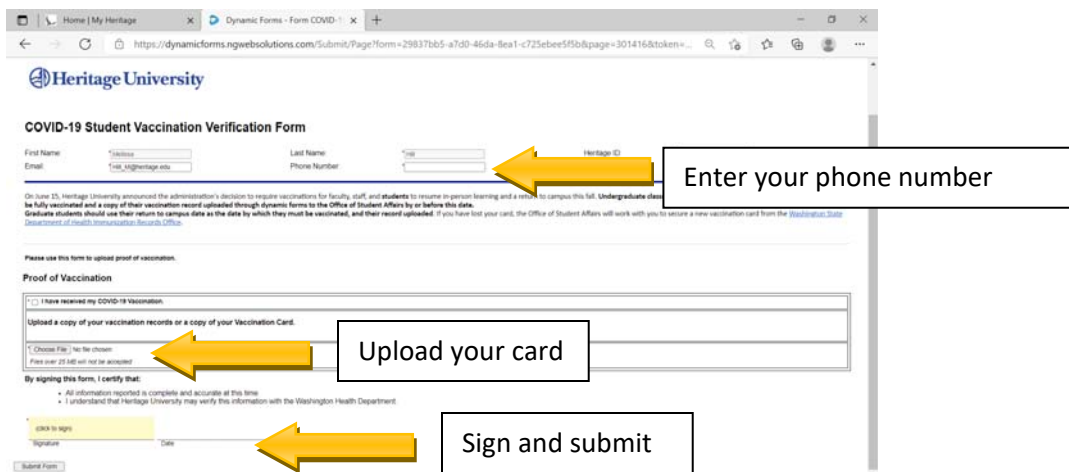 Home | My Heritage
Dynamic Forms - Form COVID-1
https://dynamicforms.ngwebsolutions.com/Submit/Page?form=29837bb5-a7d0-46da-8ea1-c725ebee5f5b&page=301416&token=...
Heritage University
COVID-19 Student Vaccination Verification Form
First Name: * Melissa Last Name: * Hill Heritage ID:
Email: * Hill_M@heritage.edu Phone Number: *
Enter your phone number
On June 15, Heritage University announced the administration's decision to require vaccinations for faculty, staff, and students to resume in-person learning and a return to campus this fall. Undergraduate
be fully vaccinated and a copy of their vaccination record uploaded through dynamic forms to the Office of Student Affairs by or before this date.
Graduate students should use their return to campus date as the date by which they must be vaccinated, and their record uploaded. If you have lost your card, the Office of Student Affairs will work with you to secure a new vaccination card from the Washington State
Department of Health Immunization Records Office.
Please use this form to upload proof of vaccination.
Proof of Vaccination
* I have received my COVID-19 Vaccination.
Upload a copy of your vaccination records or a copy of your Vaccination Card.
* Choose File No file chosen
Files over 25 MB will not be accepted
Upload your card
By signing this form, I certify that:
• All information reported is complete and accurate at this time
• I understand that Heritage University may verify this information with the Washington Health Department
* (click to sign)
Signature Date
Sign and submit
Submit Form